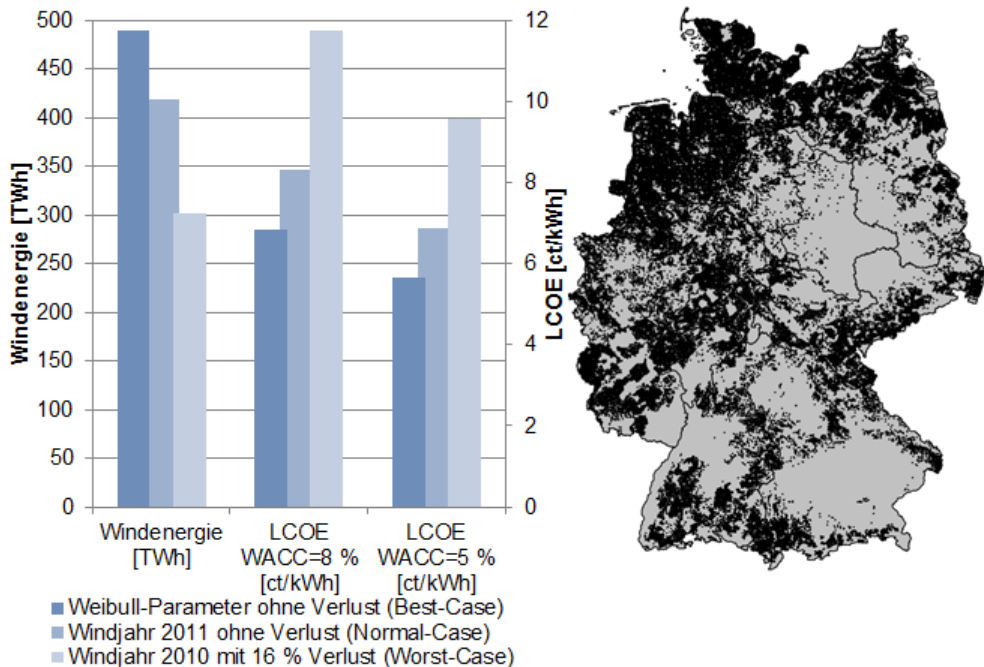 500
450
400
350
300
250
200
150
100
50
0
Windenergie [TWh]
12
10
8
6
4
2
0
LCOE [ct/kWh]
Windenergie
[TWh]
LCOE
WACC=8 %
[ct/kWh]
LCOE
WACC=5 %
[ct/kWh]
Weibull-Parameter ohne Verlust (Best-Case)
Windjahr 2011 ohne Verlust (Normal-Case)
Windjahr 2010 mit 16 % Verlust (Worst-Case)